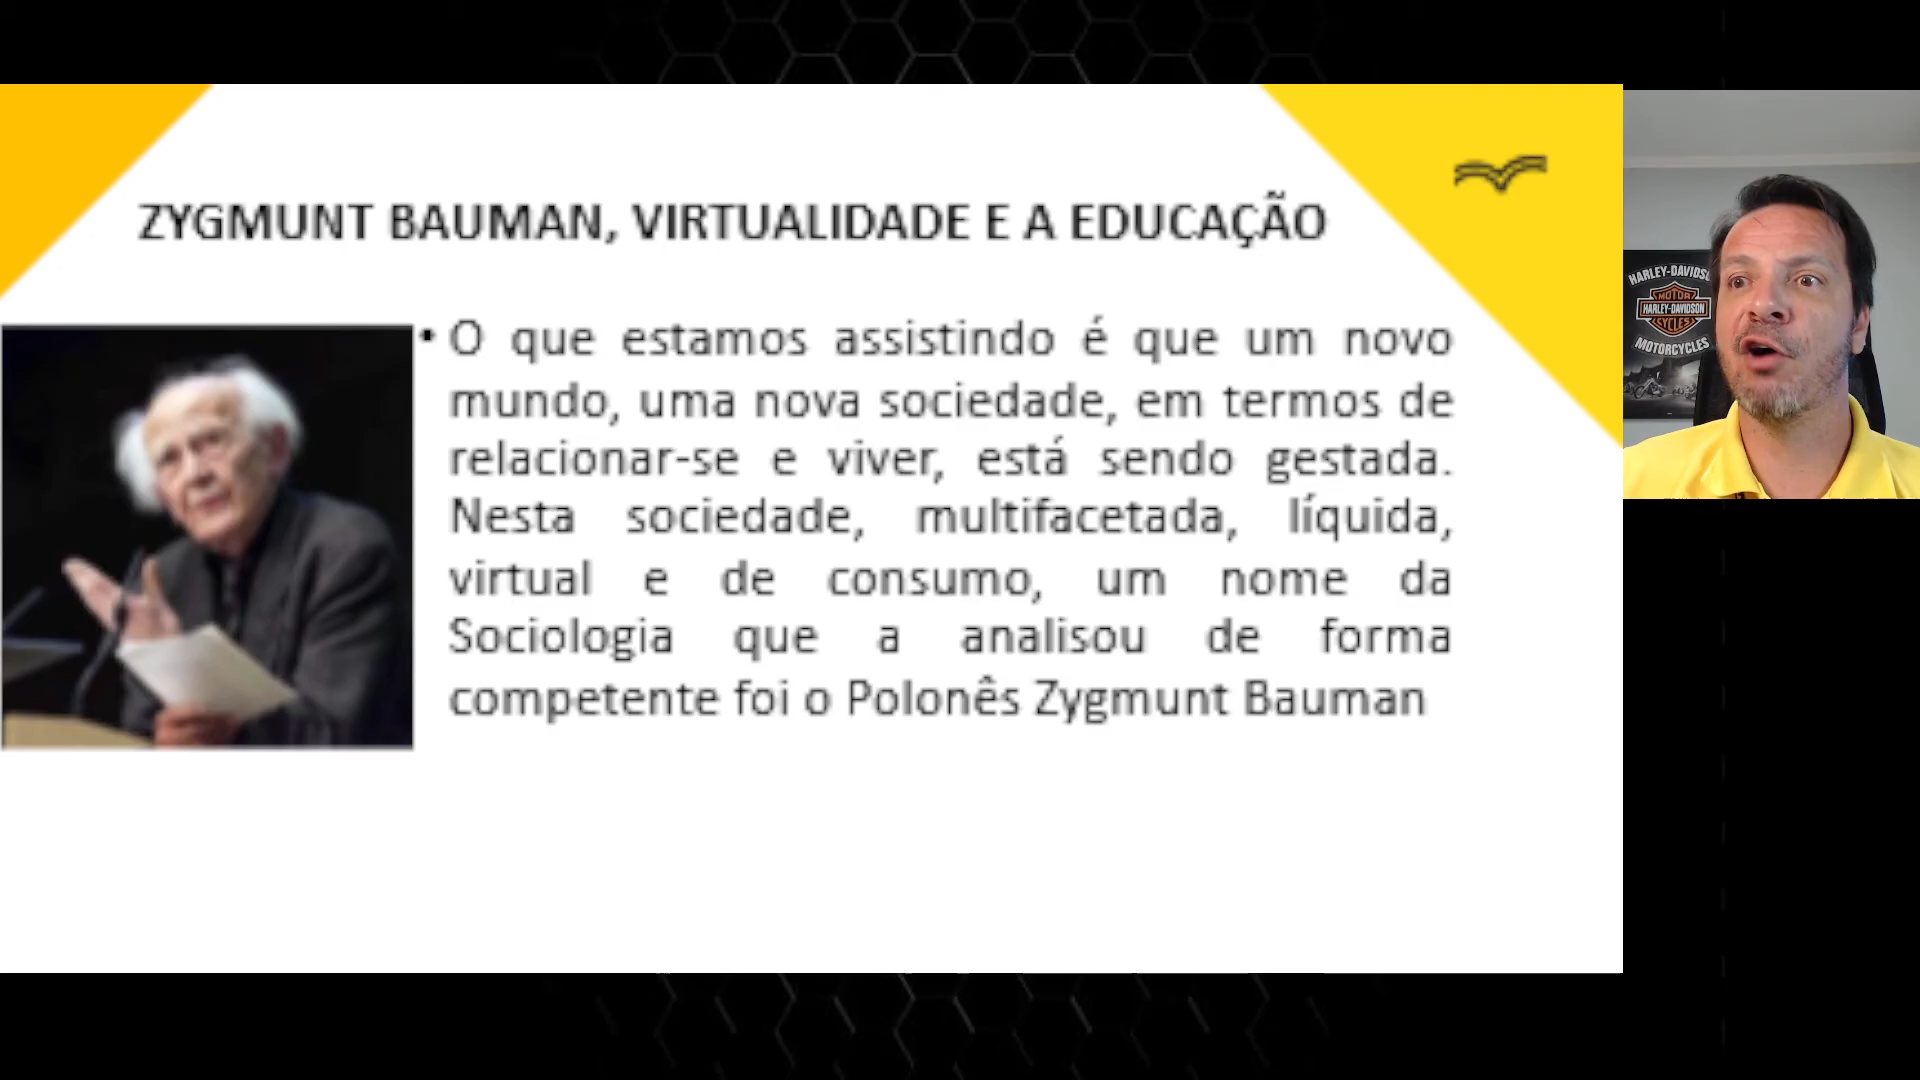 ZYGMUNT BAUMAN, VIRTUALIDADE E A EDUCAÇÃO
• O que estamos assistindo é que um novo
mundo, uma nova sociedade, em termos de
relacionar-se e viver, está sendo gestada.
Nesta sociedade, multifacetada, líquida,
virtual e de consumo, um nome da
Sociologia que a analisou de forma
competente foi o Polonês Zygmunt Bauman
HARLEY-DAVIDS
MOTOR
HARLEY-DAVIDSON
CYCLES
MOTORCYCLES